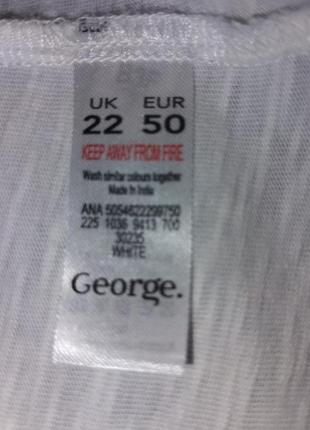 UK EUR
22 50
KEEP AWAY FROM FIRE
Wash similar colours together
Made in India
ANA 5054622299750
225 1036 9413 700
30235
WHITE
George.